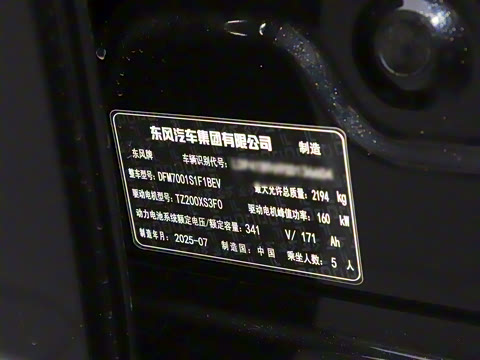 东风汽车集团有限公司 制造
东风牌 车辆识别代号:
整车型号: DFM7001S1F1BEV 最大允许总质量: 2194 kg
驱动电机型号: TZ200XS3F0 驱动电机峰值功率: 160 kW
动力电池系统额定电压/额定容量: 341 V/ 171 Ah
制造年月: 2025-07 制造国: 中国 乘坐人数: 5 人